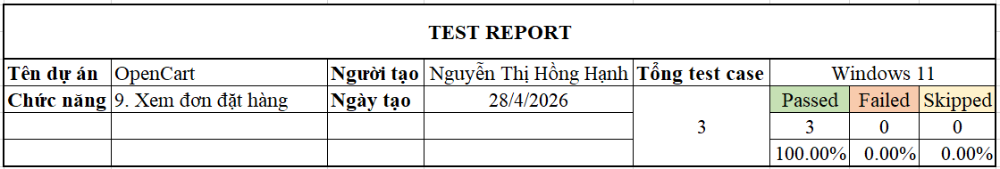 TEST REPORT
Tên dự án OpenCart Người tạo Nguyễn Thị Hồng Hạnh Tổng test case Windows 11
Chức năng 9. Xem đơn đặt hàng Ngày tạo 28/4/2026 3 Passed Failed Skipped
3 0 0
100.00% 0.00% 0.00%